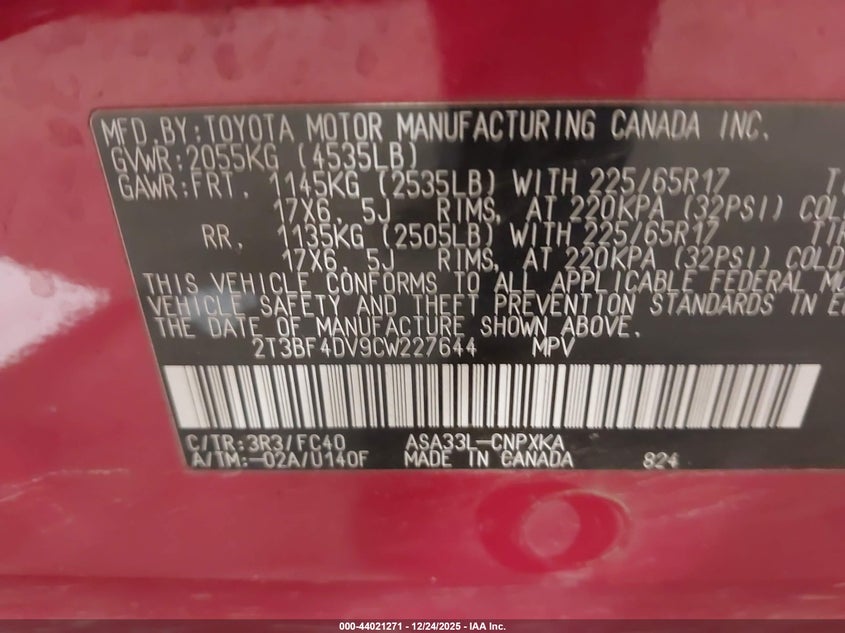 MFD. BY: TOYOTA MOTOR MANUFACTURING CANADA INC.
GVWR: 2055KG (4535LB)
GAWR: FRT. 1145KG (2535LB) WITH 225/65R17
17X6. 5J RIMS, AT 220KPA (32PSI) COLD
RR. 1135KG (2505LB) WITH 225/65R17
17X6. 5J RIMS, AT 220KPA (32PSI) COLD
THIS VEHICLE CONFORMS TO ALL APPLICABLE FEDERAL
VEHICLE SAFETY AND THEFT PREVENTION STANDARDS IN
THE DATE OF MANUFACTURE SHOWN ABOVE.
2T3BF4DV9CW227644 MPV
C/TR: 3R3/FC40 ASA33L-CNPXKA
A/TM: -02A/U140F MADE IN CANADA 824
000-44021271 - 12/24/2025 - IAA Inc.